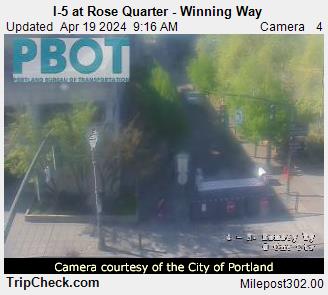 I-5 at Rose Quarter - Winning Way
Updated Apr 19 2024 9:16 AM Camera 4
PBOT
PORTLAND BUREAU OF TRANSPORTATION
Camera courtesy of the City of Portland
TripCheck.com Milepost302.00